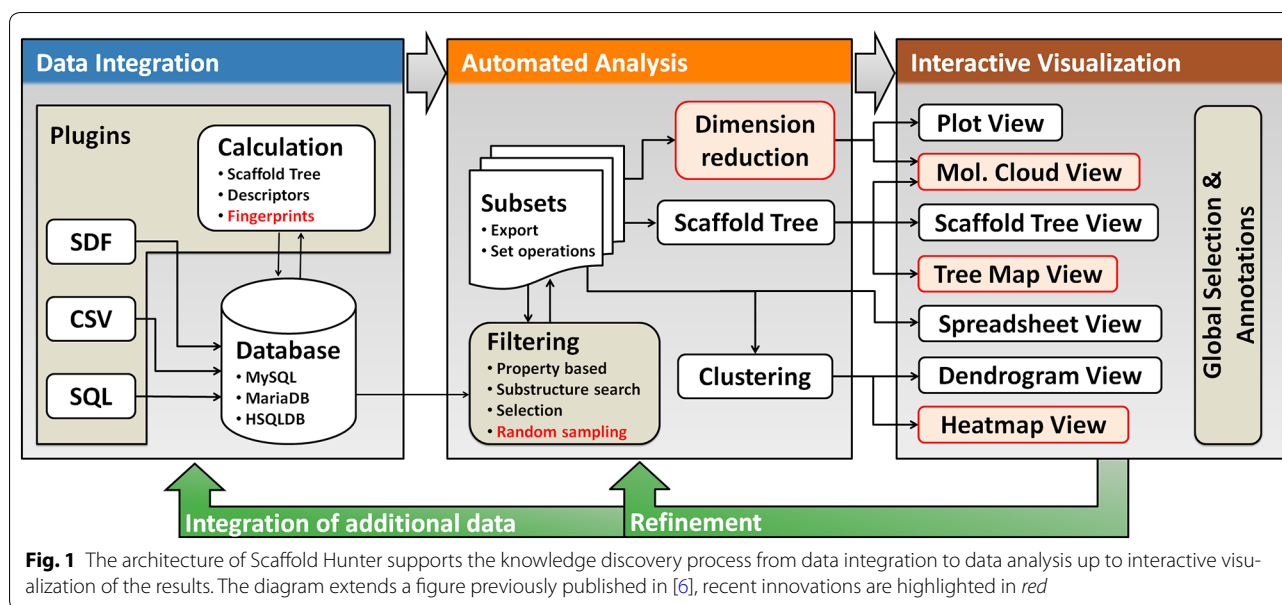 Data Integration
Plugins
Calculation
• Scaffold Tree
• Descriptors
• Fingerprints
SDF
CSV
SQL
Database
• MySQL
• MariaDB
• HSQLDB
Automated Analysis
Dimension
reduction
Subsets
• Export
• Set operations
Scaffold Tree
Filtering
• Property based
• Substructure search
• Selection
• Random sampling
Clustering
Interactive Visualization
Plot View
Mol. Cloud View
Scaffold Tree View
Tree Map View
Spreadsheet View
Dendrogram View
Heatmap View
Global Selection &
Annotations
Integration of additional data
Refinement
Fig. 1 The architecture of Scaffold Hunter supports the knowledge discovery process from data integration to data analysis up to interactive visu-
alization of the results. The diagram extends a figure previously published in [6], recent innovations are highlighted in red